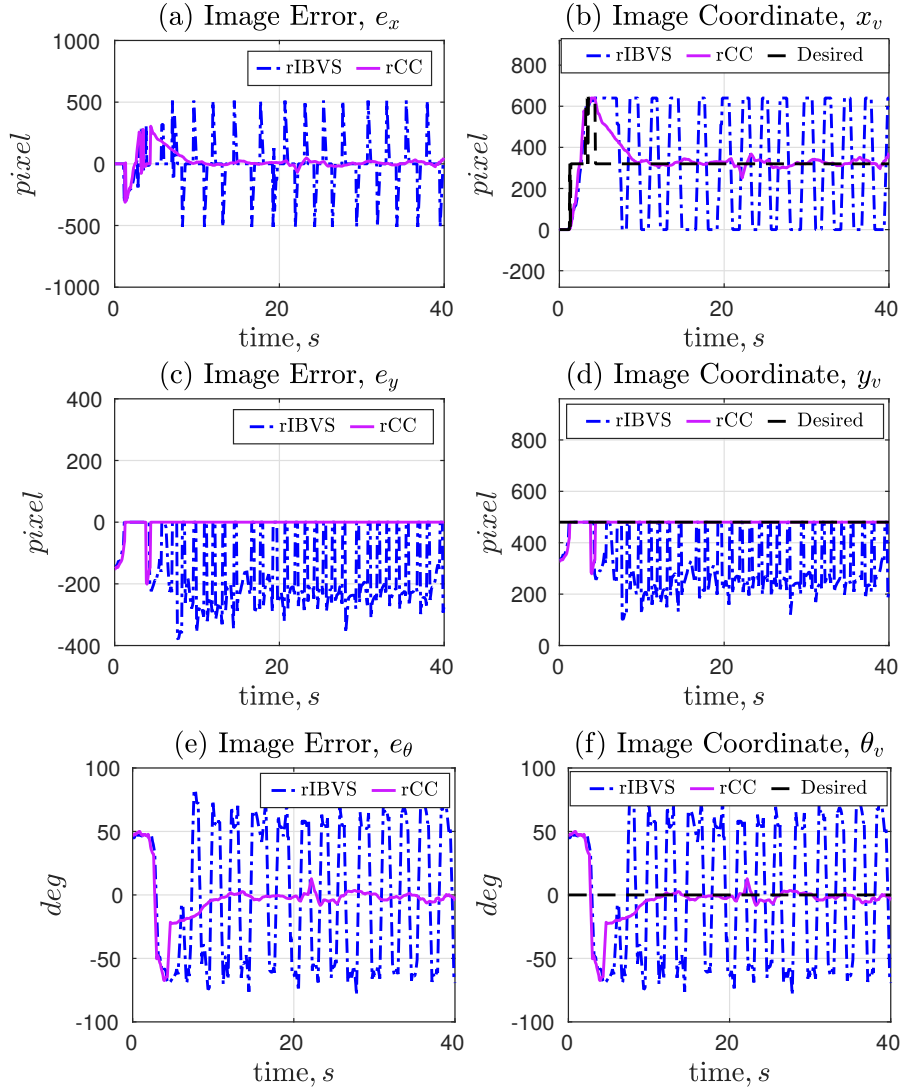 (a) Image Error, e_x
1000
500
0
-500
-1000
pixel
rIBVS rCC
0 20 40
time, s
(b) Image Coordinate, x_v
800
600
400
200
0
-200
pixel
rIBVS rCC Desired
0 20 40
time, s
(c) Image Error, e_y
400
200
0
-200
-400
pixel
rIBVS rCC
0 20 40
time, s
(d) Image Coordinate, y_v
800
600
400
200
0
pixel
rIBVS rCC Desired
0 20 40
time, s
(e) Image Error, e_θ
100
50
0
-50
-100
deg
rIBVS rCC
0 20 40
time, s
(f) Image Coordinate, θ_v
100
50
0
-50
-100
deg
rIBVS rCC Desired
0 20 40
time, s